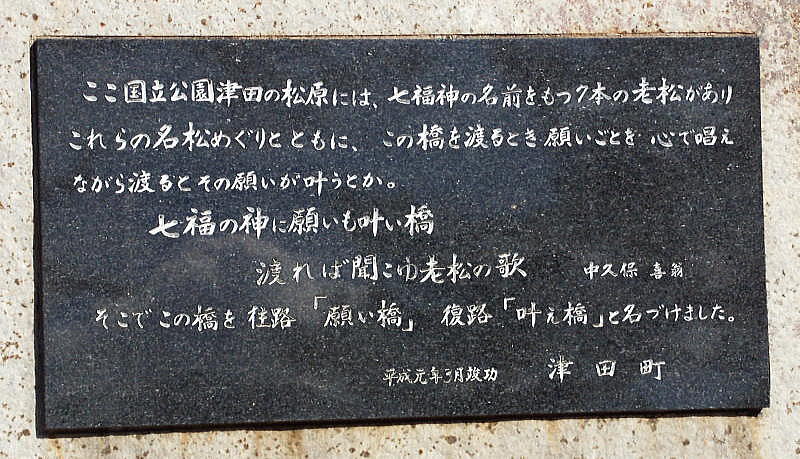 ここ国立公園津田の松原には、七福神の名前をもつ7本の老松があり
これらの名松めぐりとともに、この橋を渡るとき願いごとを心で唱え
ながら渡るとその願いが叶うとか。
七福の神に願いも叶い橋
渡れば聞こゆ老松の歌 中久保 喜翁
そこでこの橋を往路「願い橋」 復路「叶え橋」と名づけました。
平成元年3月竣功 津田町